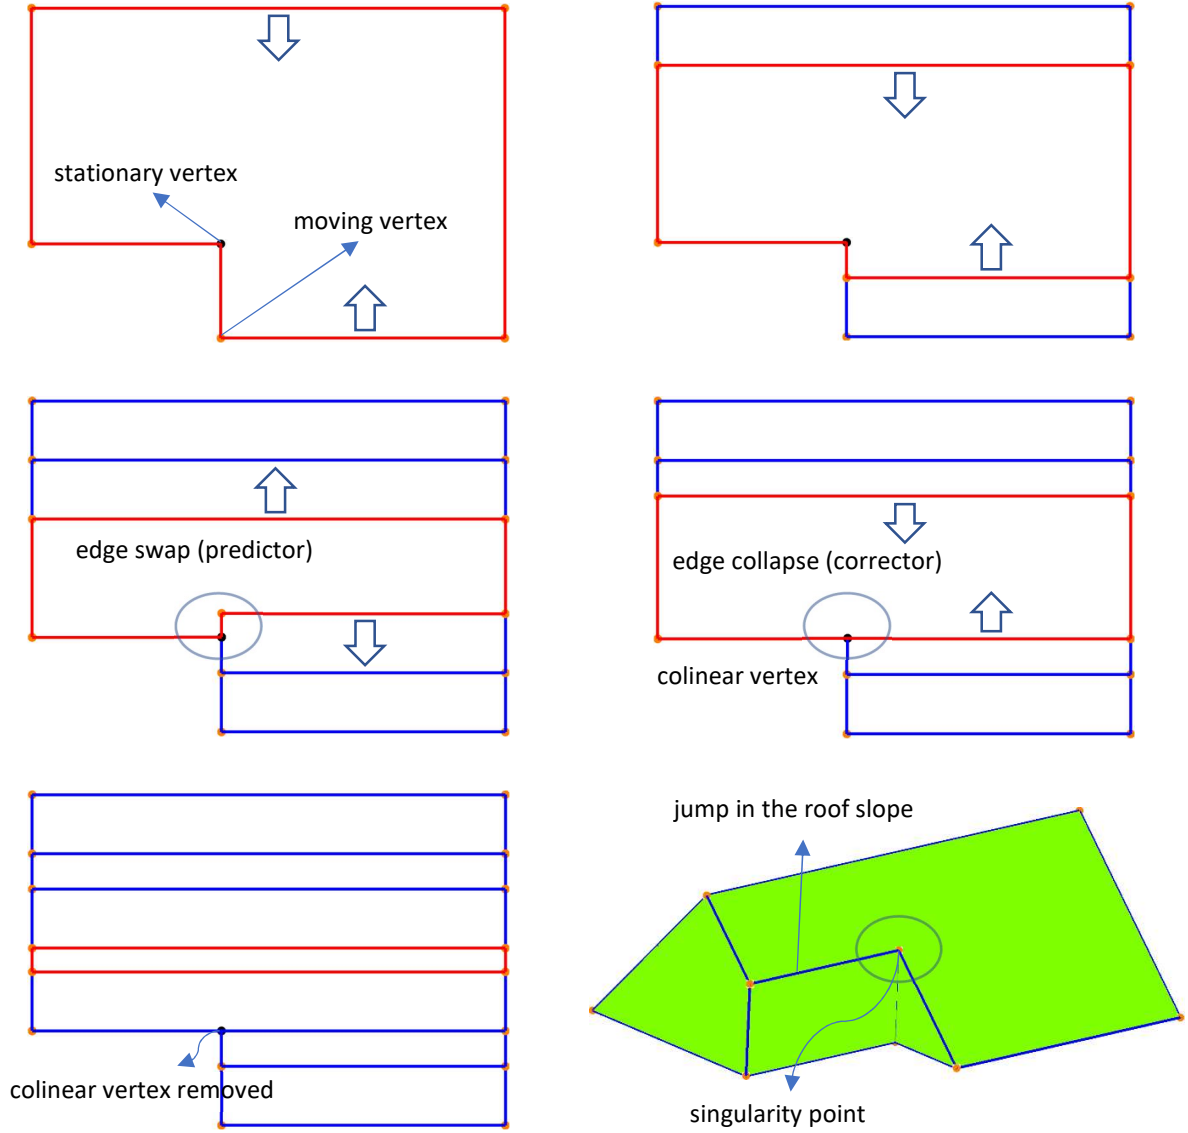 stationary vertex
moving vertex
edge swap (predictor)
edge collapse (corrector)
colinear vertex
jump in the roof slope
colinear vertex removed
singularity point